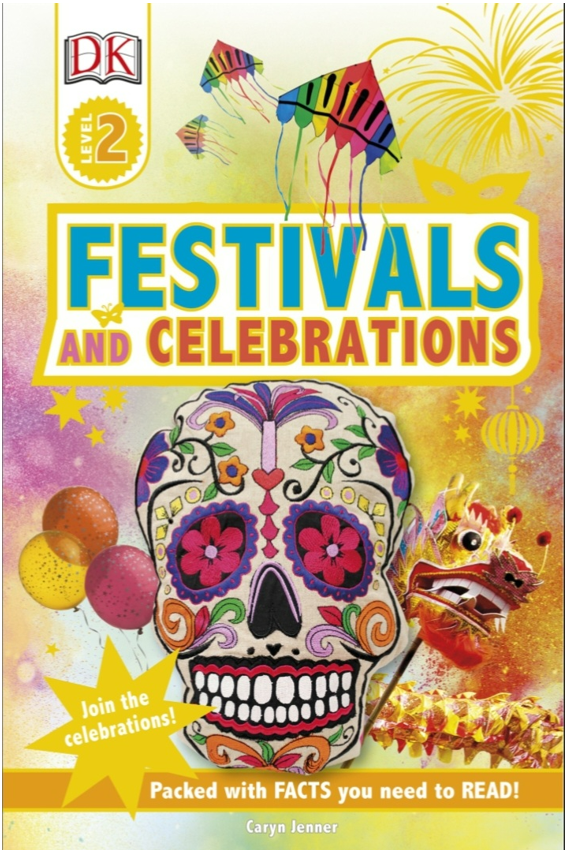 DK
LEVEL 2
FESTIVALS
AND CELEBRATIONS
Join the
celebrations!
Packed with FACTS you need to READ!
Caryn Jenner